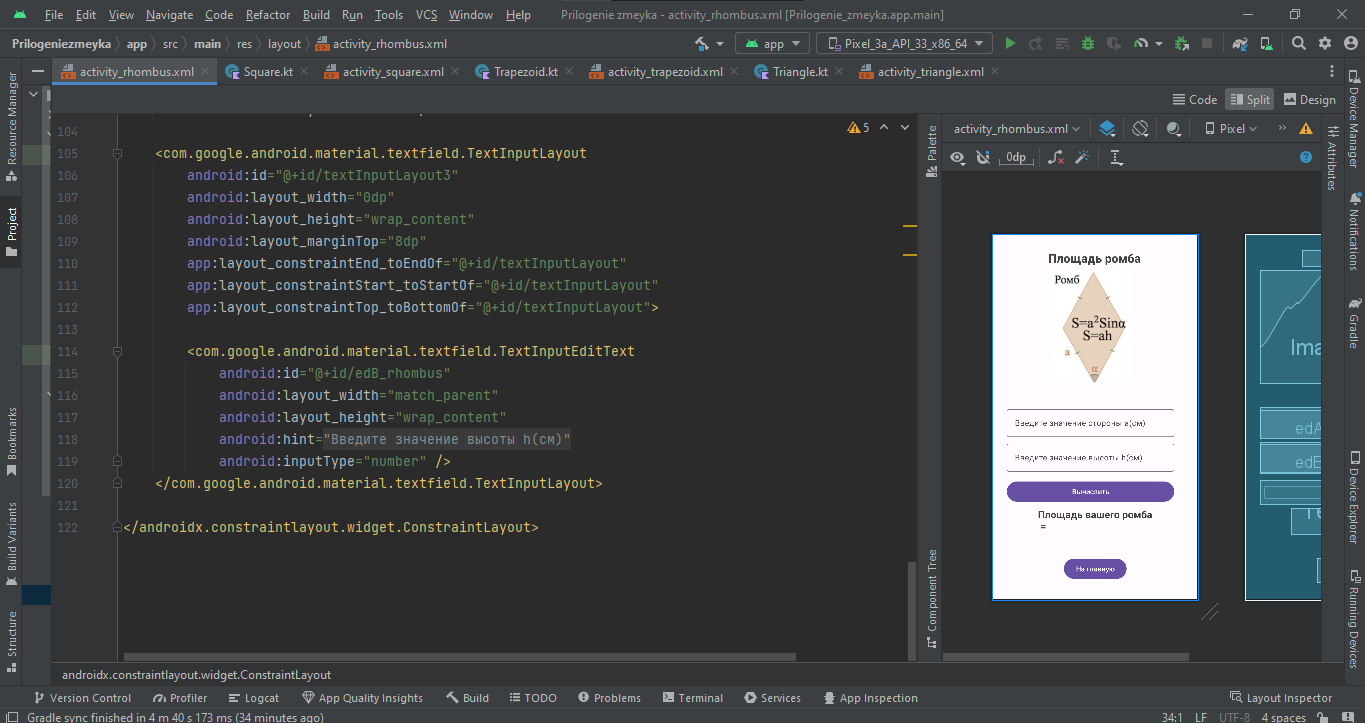 File Edit View Navigate Code Refactor Build Run Tools VCS Window Help Prilogenie zmeyka - activity_rhombus.xml [Prilogenie_zmeyka.app.main]
Prilogeniezmeyka app src main res layout activity_rhombus.xml app Pixel_3a_API_33_x86_64
activity_rhombus.xml Square.kt activity_square.xml Trapezoid.kt activity_trapezoid.xml Triangle.kt activity_triangle.xml
Code Split Design
5
activity_rhombus.xml Pixel
0dp
104
105 <com.google.android.material.textfield.TextInputLayout
106 android:id="@+id/textInputLayout3"
107 android:layout_width="0dp"
108 android:layout_height="wrap_content"
109 android:layout_marginTop="8dp"
110 app:layout_constraintEnd_toEndOf="@+id/textInputLayout"
111 app:layout_constraintStart_toStartOf="@+id/textInputLayout"
112 app:layout_constraintTop_toBottomOf="@+id/textInputLayout">
113
114 <com.google.android.material.textfield.TextInputEditText
115 android:id="@+id/edB_rhombus"
116 android:layout_width="match_parent"
117 android:layout_height="wrap_content"
118 android:hint="Введите значение высоты h(см)"
119 android:inputType="number" />
120 </com.google.android.material.textfield.TextInputLayout>
121
122 </androidx.constraintlayout.widget.ConstraintLayout>
Resource Manager
Project
Bookmarks
Build Variants
Structure
Palette
Component Tree
Площадь ромба
Ромб
S=a²Sinα
S=ah
a
α
Введите значение стороны a(см)
Введите значение высоты h(см)
Вычислить
Площадь вашего ромба
=
На главную
Ima
edA
edB
Te
Attributes
Device Manager
Notifications
Gradle
Device Explorer
Running Devices
androidx.constraintlayout.widget.ConstraintLayout
Version Control Profiler Logcat App Quality Insights Build TODO Problems Terminal Services App Inspection Layout Inspector
Gradle sync finished in 4 m 40 s 173 ms (34 minutes ago) 34:1 LF UTF-8 4 spaces